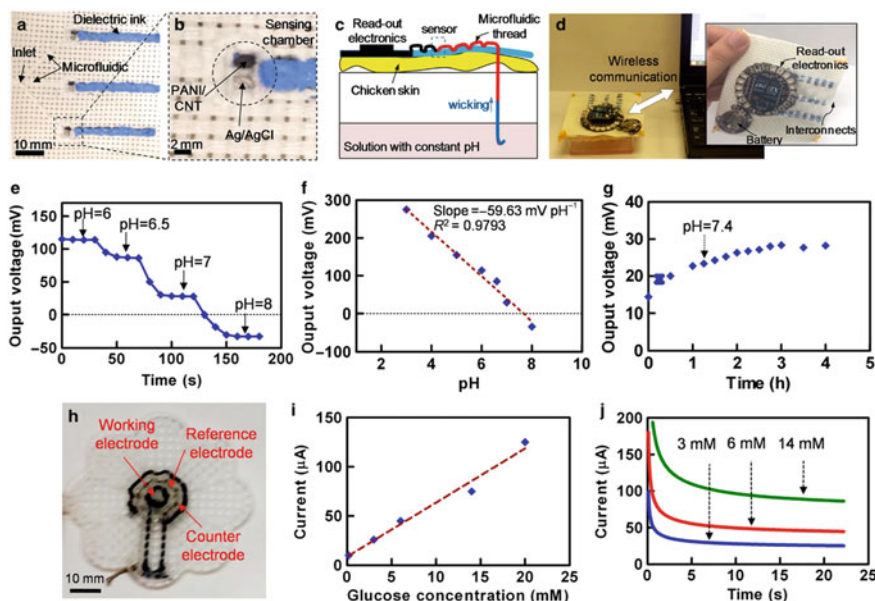 a
Dielectric ink
Inlet
Microfluidic
10 mm
b
Sensing
chamber
PANI/
CNT
Ag/AgCl
2 mm
c
Read-out
electronics
sensor
Microfluidic
thread
Chicken skin
wicking
Solution with constant pH
d
Wireless
communication
Read-out
electronics
Interconnects
Battery
e
Ouput voltage(mV)
150
100
50
0
−50
pH=6
pH=6.5
pH=7
pH=8
0 50 100 150 200
Time (s)
f
Ouput voltage (mV)
300
200
100
0
−100
Slope = −59.63 mV pH⁻¹
R² = 0.9793
2 4 6 8 10
pH
g
Ouput voltage (mV)
40
30
20
10
0
pH=7.4
0 1 2 3 4 5
Time (h)
h
Working
electrode
Reference
electrode
Counter
electrode
10 mm
i
Current (μA)
150
100
50
0
0 5 10 15 20 25
Glucose concentration (mM)
j
Current (μA)
200
150
100
50
0
3 mM 6 mM 14 mM
0 5 10 15 20 25
Time (s)